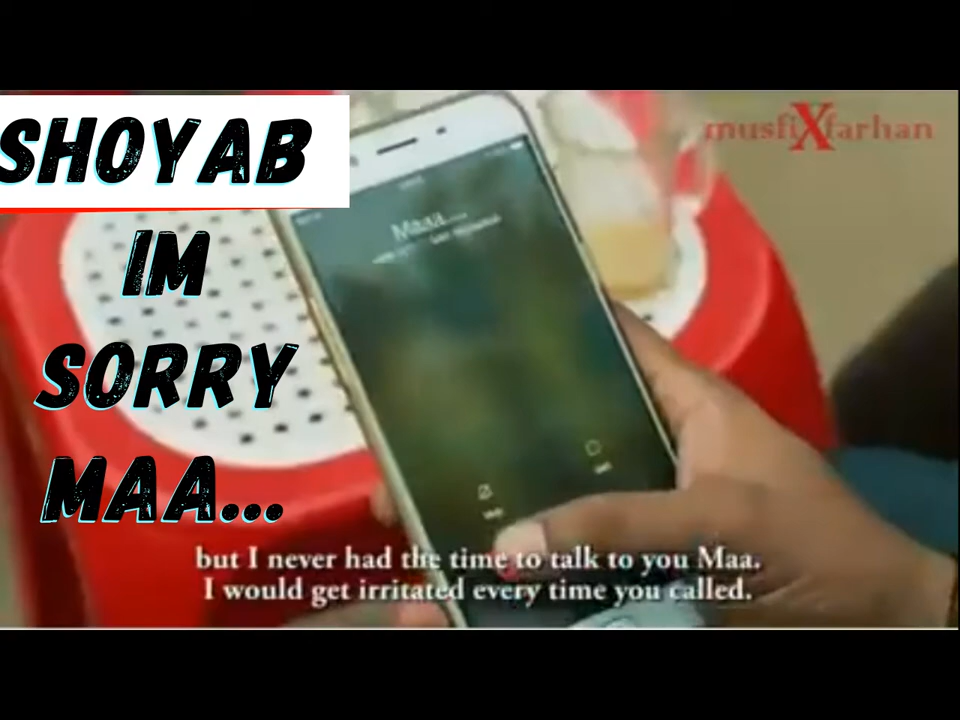 SHOYAB
IM
SORRY
MAA...
musfiXfarhan
Maaa....
but I never had the time to talk to you Maa.
I would get irritated every time you called.